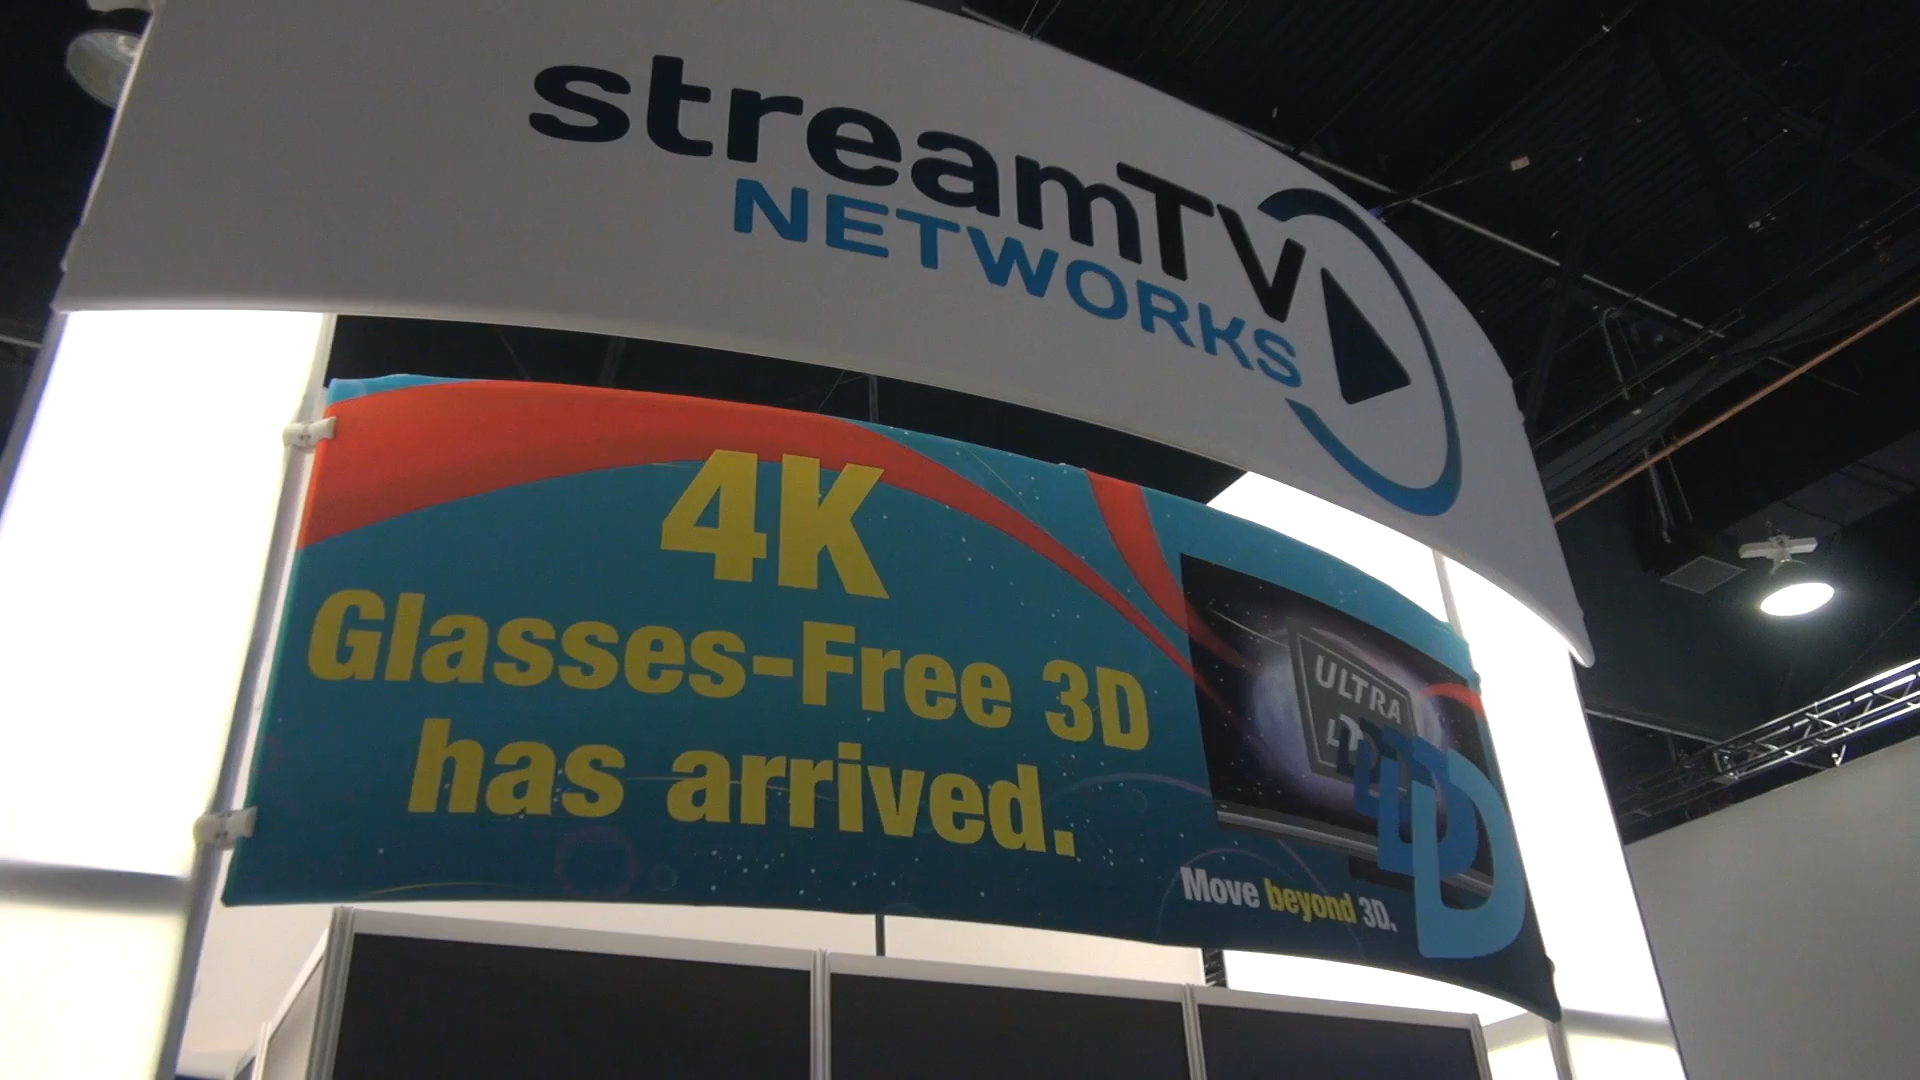 streamTV
NETWORKS
4K
Glasses-Free 3D
has arrived.
ULTRA
D
Move beyond 3D.